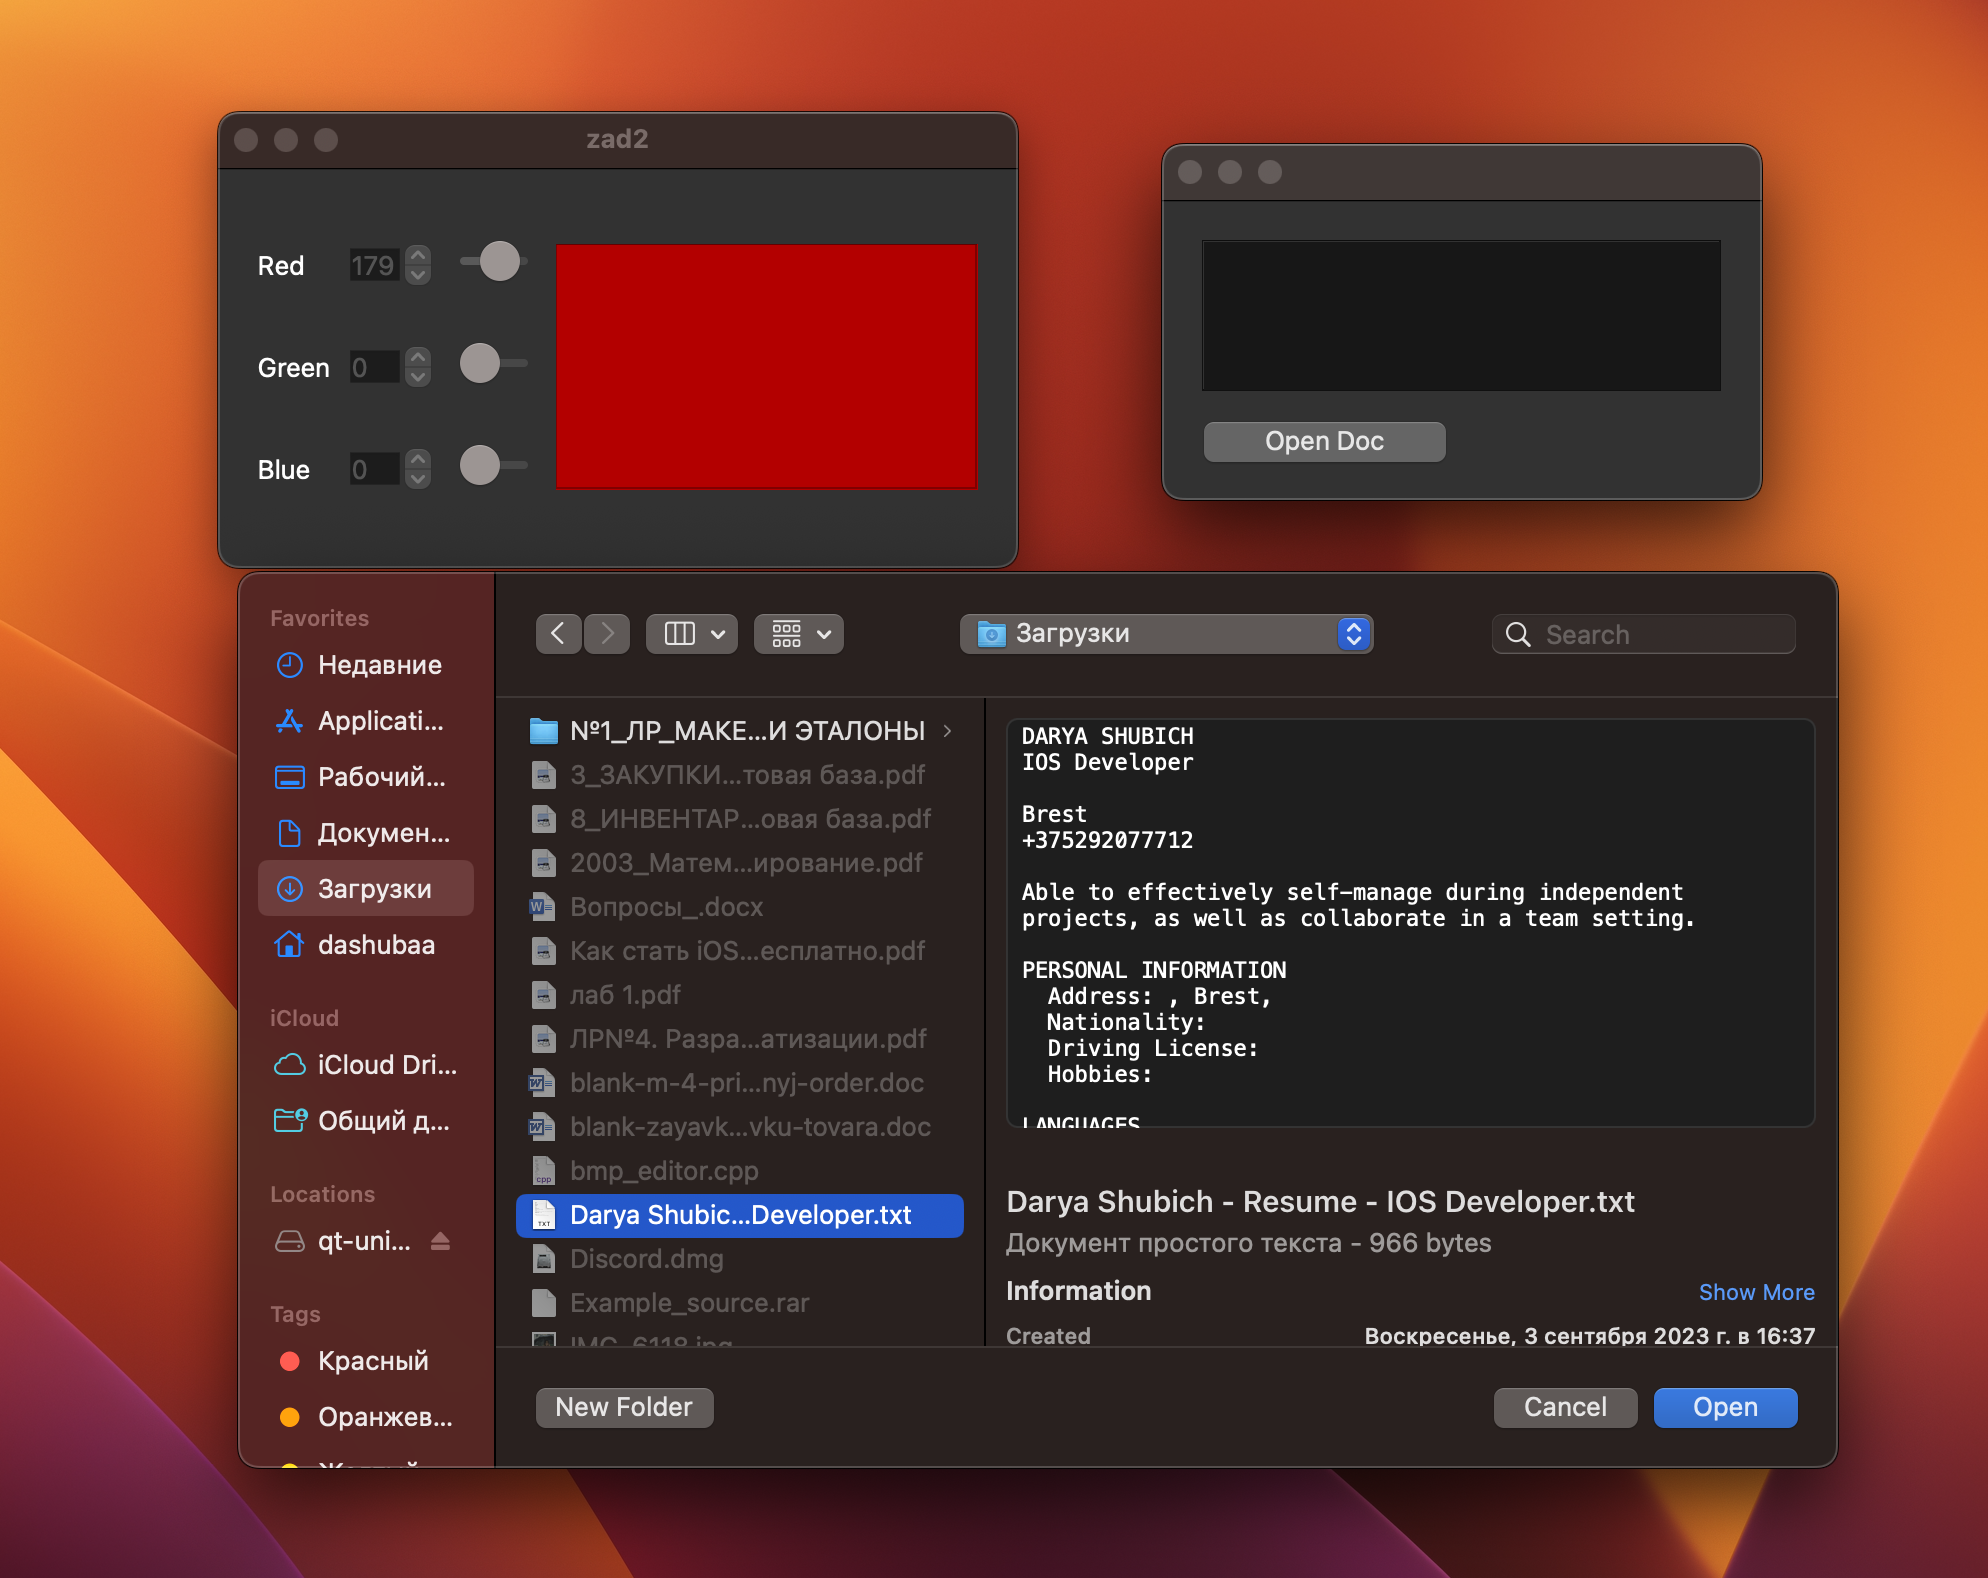 zad2
Red 179
Green 0
Blue 0
Open Doc
Favorites
Недавние
Applicati...
Рабочий...
Докумен...
Загрузки
dashubaa
iCloud
iCloud Dri...
Общий д...
Locations
qt-uni...
Tags
Красный
Оранжев...
Желтый
Загрузки
Search
№1_ЛР_МАКЕ...И ЭТАЛОНЫ
3_ЗАКУПКИ...товая база.pdf
8_ИНВЕНТАР...овая база.pdf
2003_Матем...ирование.pdf
Вопросы_.docx
Как стать iOS...есплатно.pdf
лаб 1.pdf
ЛР№4. Разра...атизации.pdf
blank-m-4-pri...nyj-order.doc
blank-zayavk...vku-tovara.doc
bmp_editor.cpp
Darya Shubic...Developer.txt
Discord.dmg
Example_source.rar
IMG_6118.jpg
DARYA SHUBICH
IOS Developer
Brest
+375292077712
Able to effectively self-manage during independent
projects, as well as collaborate in a team setting.
PERSONAL INFORMATION
Address: , Brest,
Nationality:
Driving License:
Hobbies:
LANGUAGES
Darya Shubich - Resume - IOS Developer.txt
Документ простого текста - 966 bytes
Information
Show More
Created Воскресенье, 3 сентября 2023 г. в 16:37
New Folder
Cancel
Open